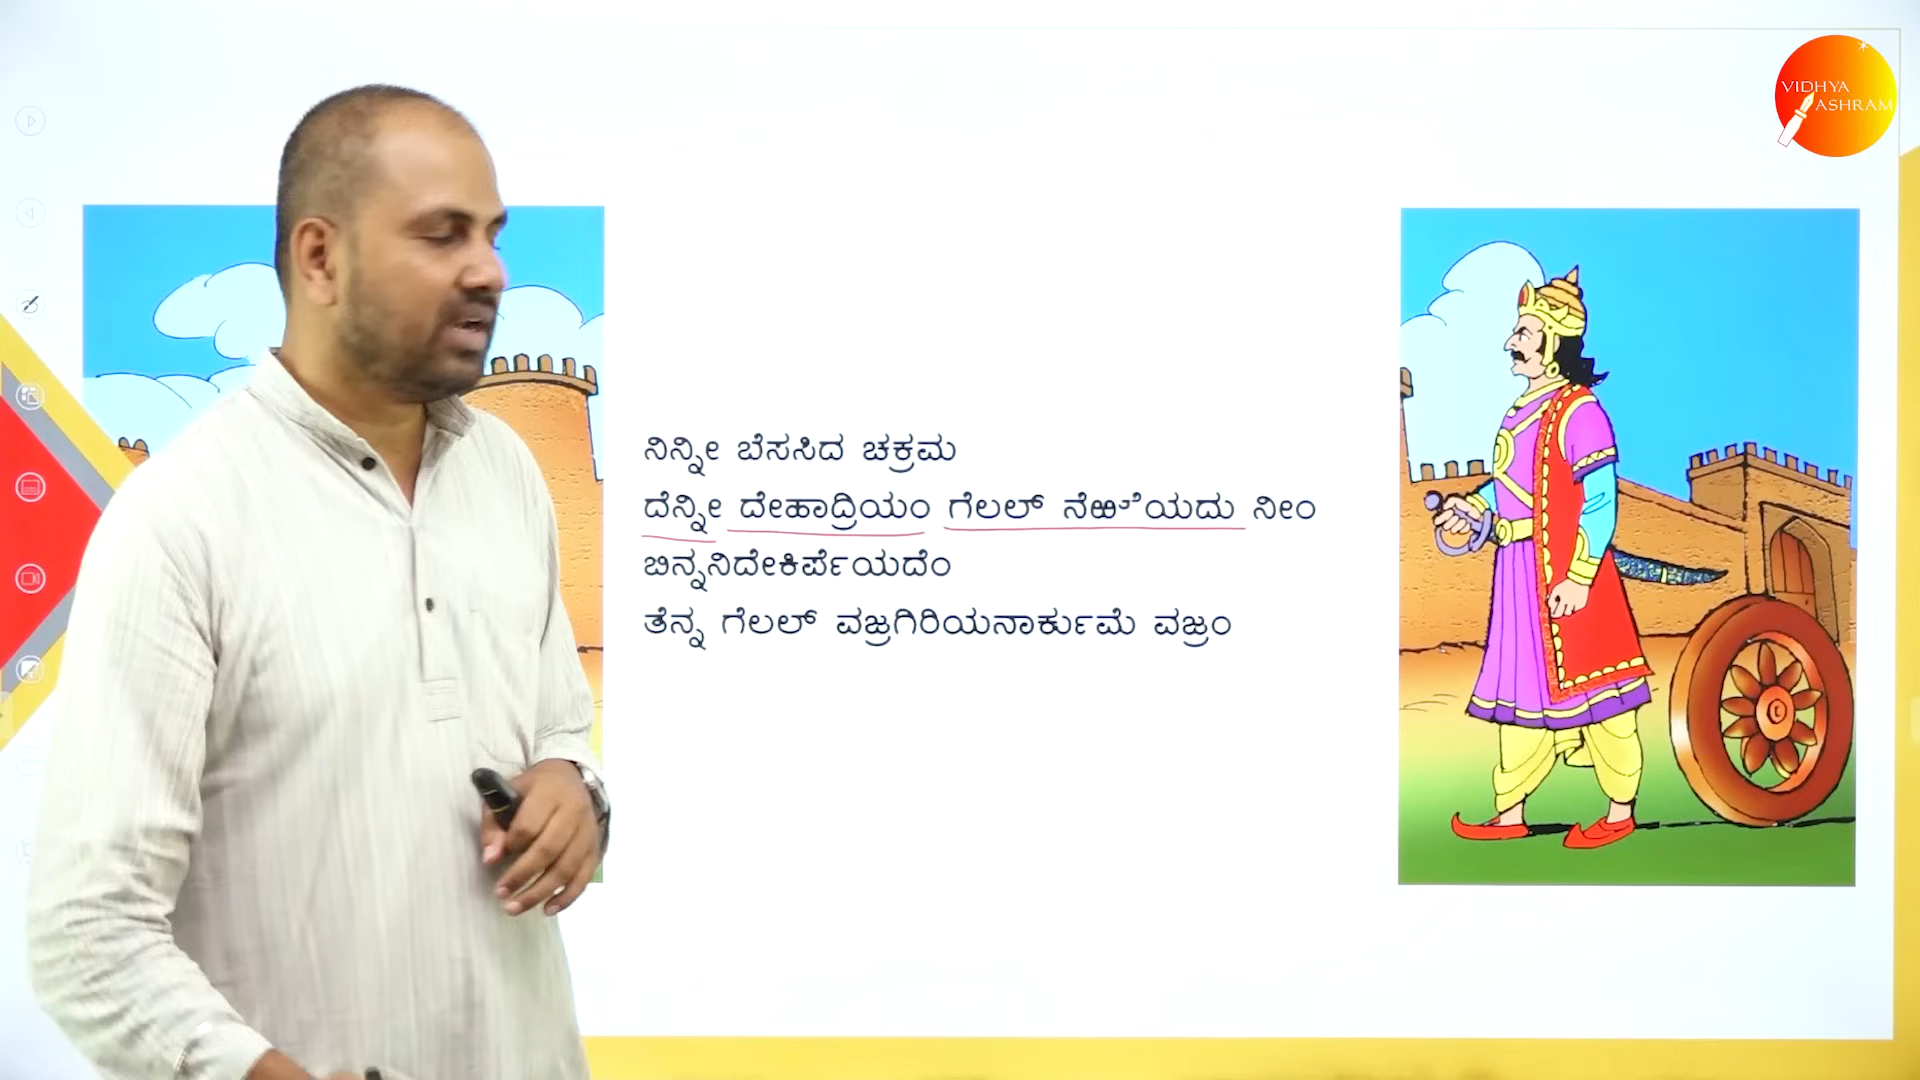 VIDHYA
ASHRAM
ನಿನ್ನೀ ಬೆಸಸಿದ ಚಕ್ರಮ
ದೆನ್ನೀ ದೇಹಾದ್ರಿಯಂ ಗೆಲಲ್ ನೆಱೆಯದು ನೀಂ
ಬಿನ್ನನಿದೇಕಿರ್ಪೆಯದೆಂ
ತೆನ್ನ ಗೆಲಲ್ ವಜ್ರಗಿರಿಯನಾರ್ಕುಮೆ ವಜ್ರಂ